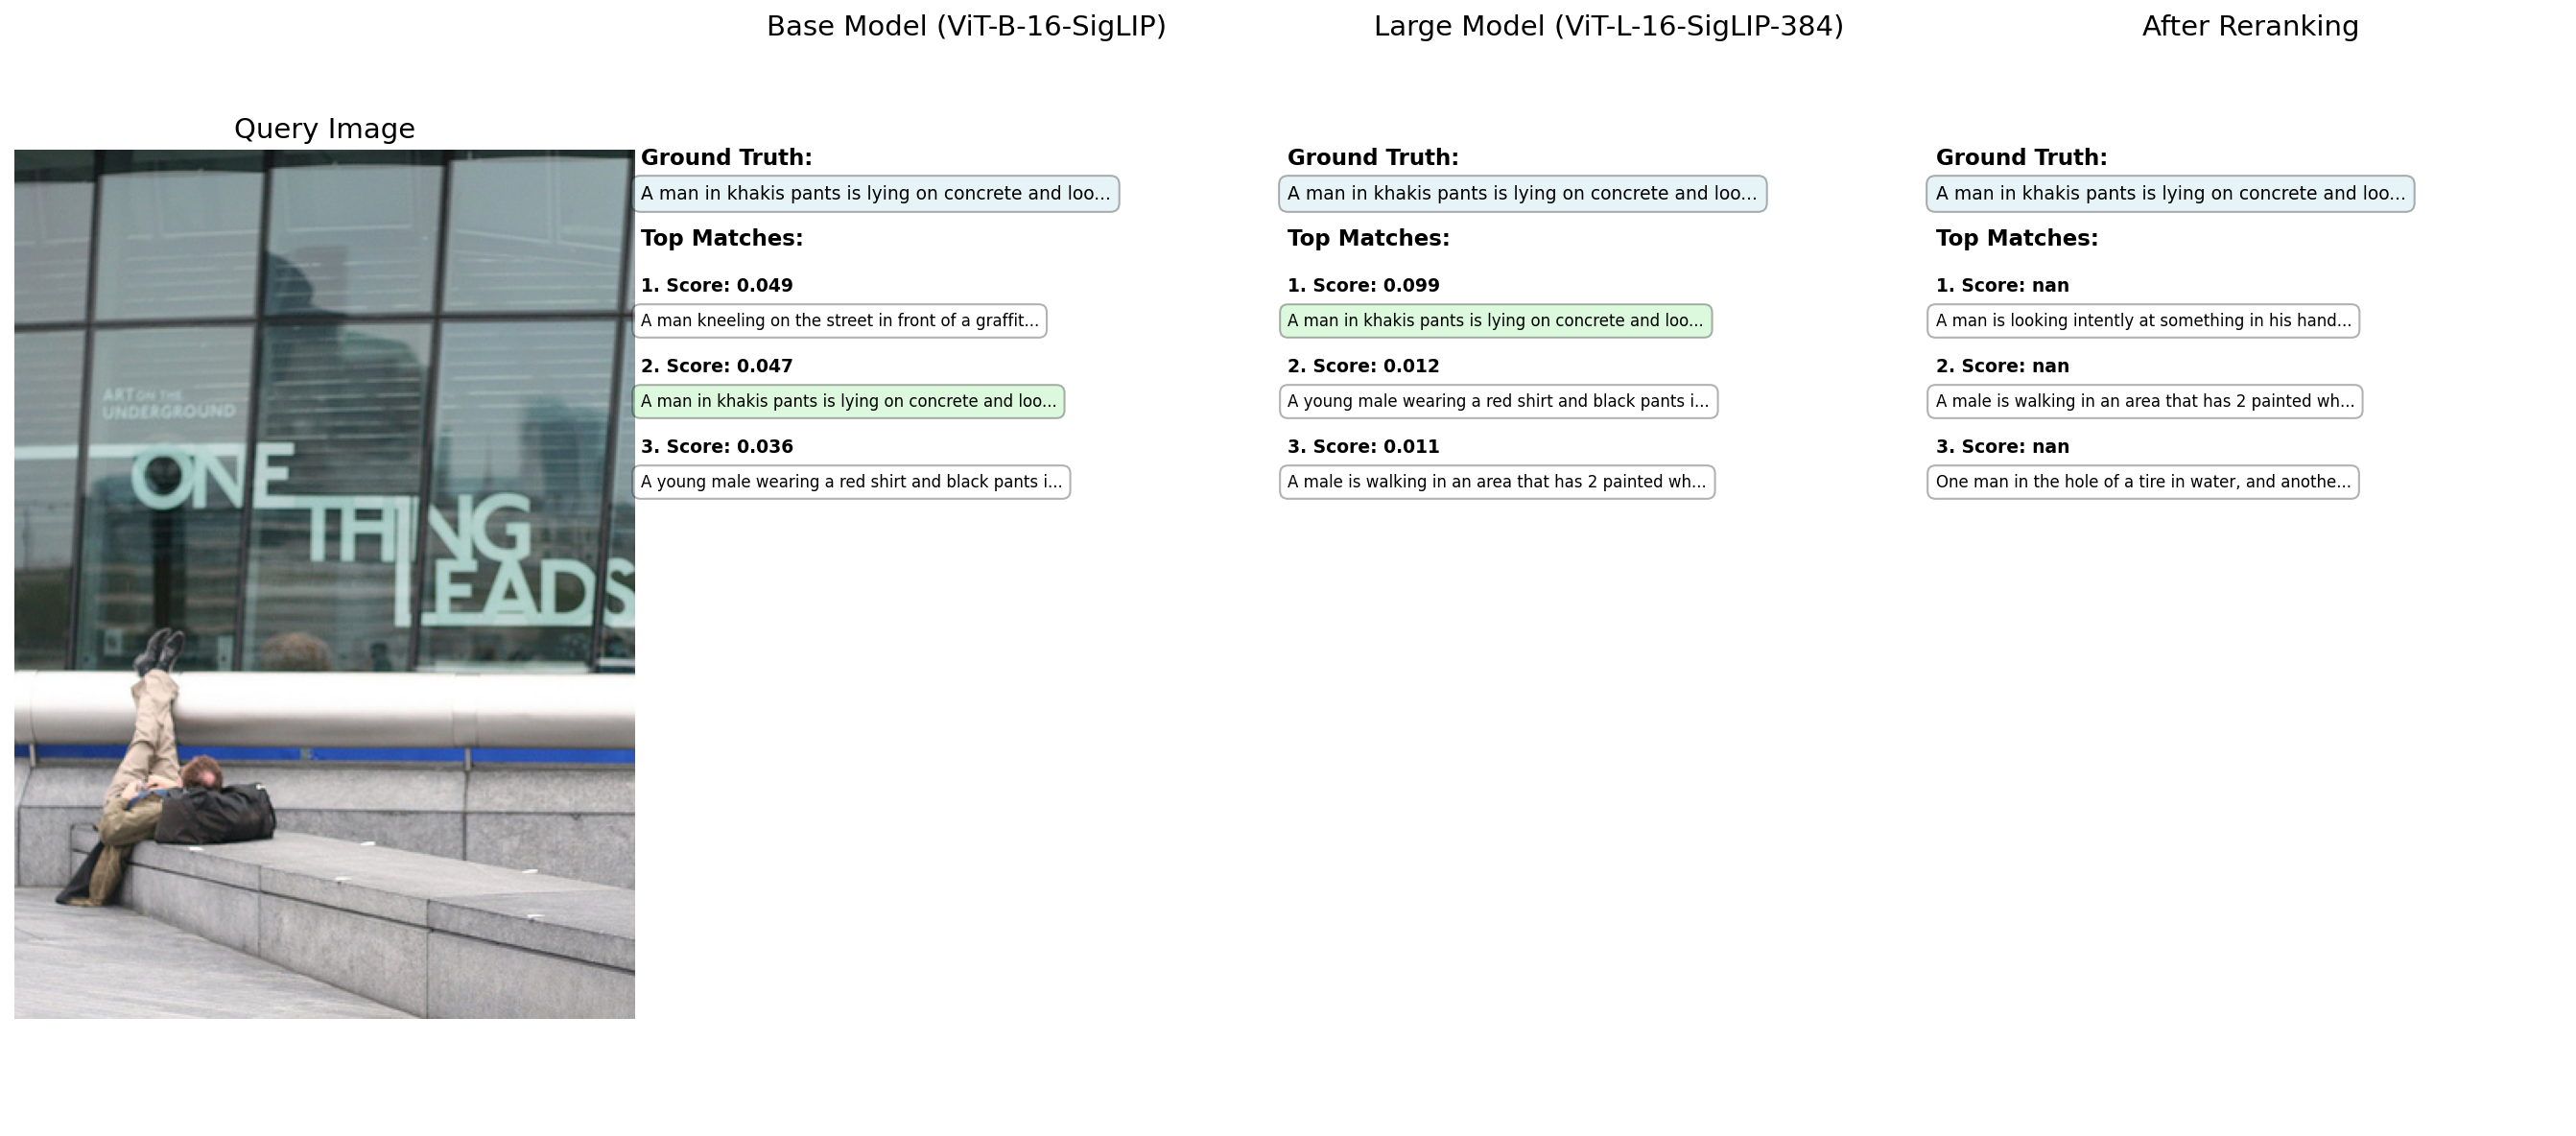 Base Model (ViT-B-16-SigLIP)
Large Model (ViT-L-16-SigLIP-384)
After Reranking
Query Image
ART ON THE
UNDERGROUND
ONE
THING
LEADS
Ground Truth:
A man in khakis pants is lying on concrete and loo...
Top Matches:
1. Score: 0.049
A man kneeling on the street in front of a graffit...
2. Score: 0.047
A man in khakis pants is lying on concrete and loo...
3. Score: 0.036
A young male wearing a red shirt and black pants i...
Ground Truth:
A man in khakis pants is lying on concrete and loo...
Top Matches:
1. Score: 0.099
A man in khakis pants is lying on concrete and loo...
2. Score: 0.012
A young male wearing a red shirt and black pants i...
3. Score: 0.011
A male is walking in an area that has 2 painted wh...
Ground Truth:
A man in khakis pants is lying on concrete and loo...
Top Matches:
1. Score: nan
A man is looking intently at something in his hand...
2. Score: nan
A male is walking in an area that has 2 painted wh...
3. Score: nan
One man in the hole of a tire in water, and anothe...